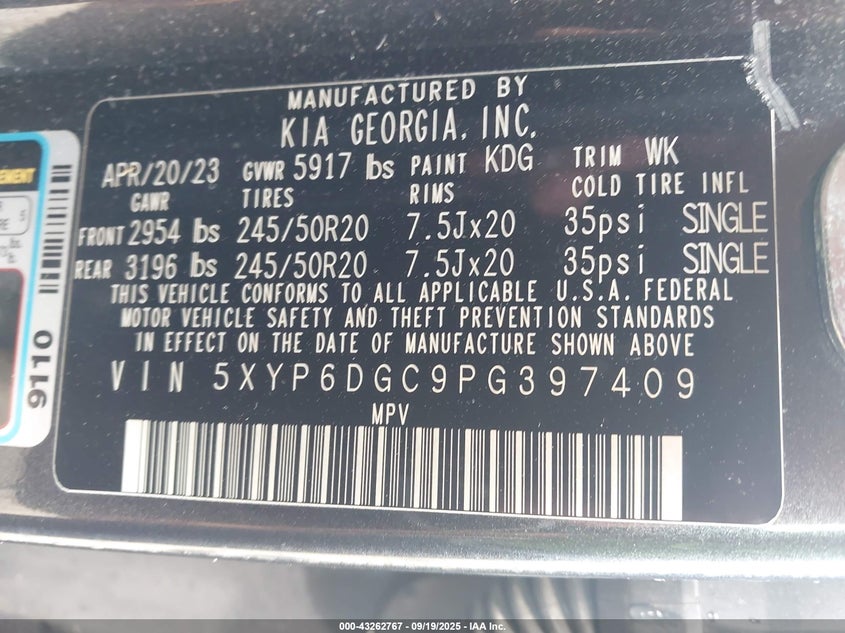 MANUFACTURED BY
KIA GEORGIA, INC.
APR/20/23 GVWR 5917 lbs PAINT KDG TRIM WK
GAWR TIRES RIMS COLD TIRE INFL
FRONT 2954 lbs 245/50R20 7.5Jx20 35psi SINGLE
REAR 3196 lbs 245/50R20 7.5Jx20 35psi SINGLE
THIS VEHICLE CONFORMS TO ALL APPLICABLE U.S.A. FEDERAL
MOTOR VEHICLE SAFETY AND THEFT PREVENTION STANDARDS
IN EFFECT ON THE DATE OF MANUFACTURE SHOWN ABOVE
VIN 5XYP6DGC9PG397409
MPV
9110
000-43262767 - 09/19/2025 - IAA Inc.